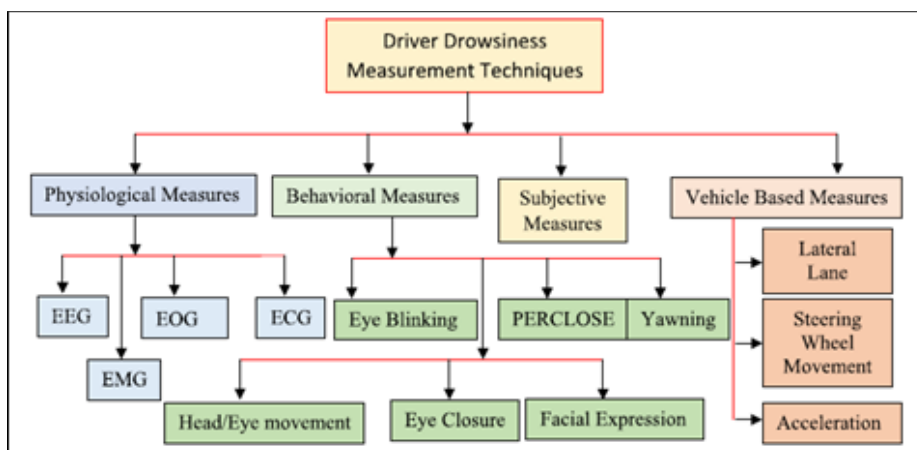 Driver Drowsiness
Measurement Techniques
Physiological Measures
Behavioral Measures
Subjective
Measures
Vehicle Based Measures
EEG
EOG
ECG
EMG
Eye Blinking
PERCLOSE
Yawning
Head/Eye movement
Eye Closure
Facial Expression
Lateral
Lane
Steering
Wheel
Movement
Acceleration